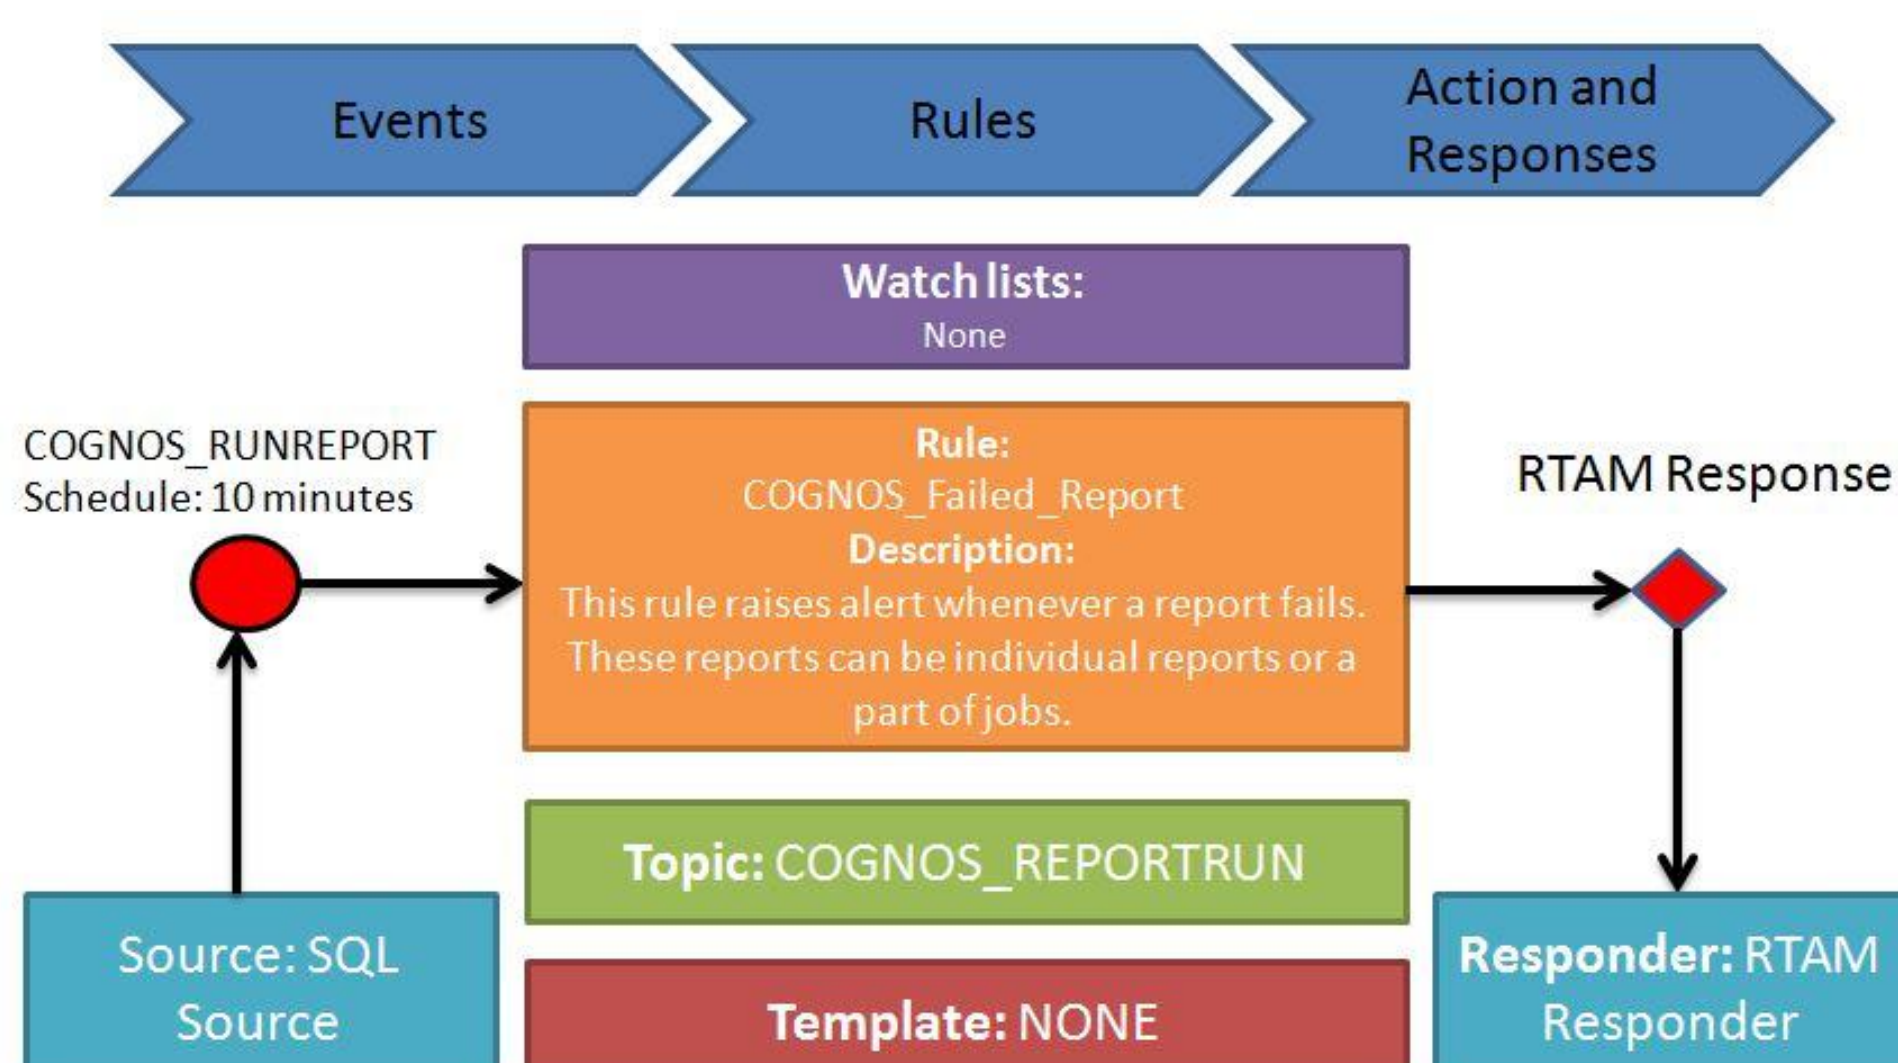 Events
Rules
Action and
Responses
Watch lists:
None
COGNOS_RUNREPORT
Schedule: 10 minutes
Rule:
COGNOS_Failed_Report
Description:
This rule raises alert whenever a report fails.
These reports can be individual reports or a
part of jobs.
RTAM Response
Topic: COGNOS_REPORTRUN
Source: SQL
Source
Template: NONE
Responder: RTAM
Responder